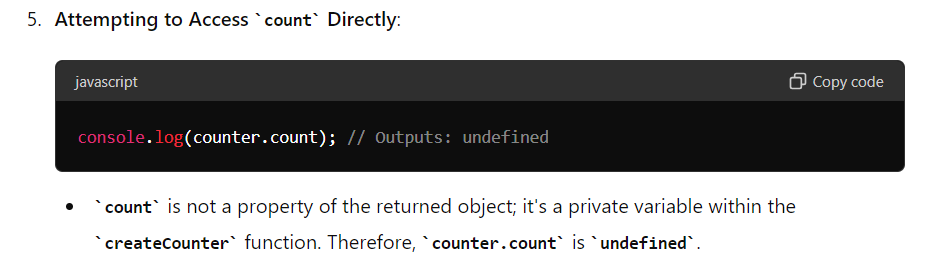 5. Attempting to Access `count` Directly:
javascript
Copy code
console.log(counter.count); // Outputs: undefined
• `count` is not a property of the returned object; it's a private variable within the
`createCounter` function. Therefore, `counter.count` is `undefined`.